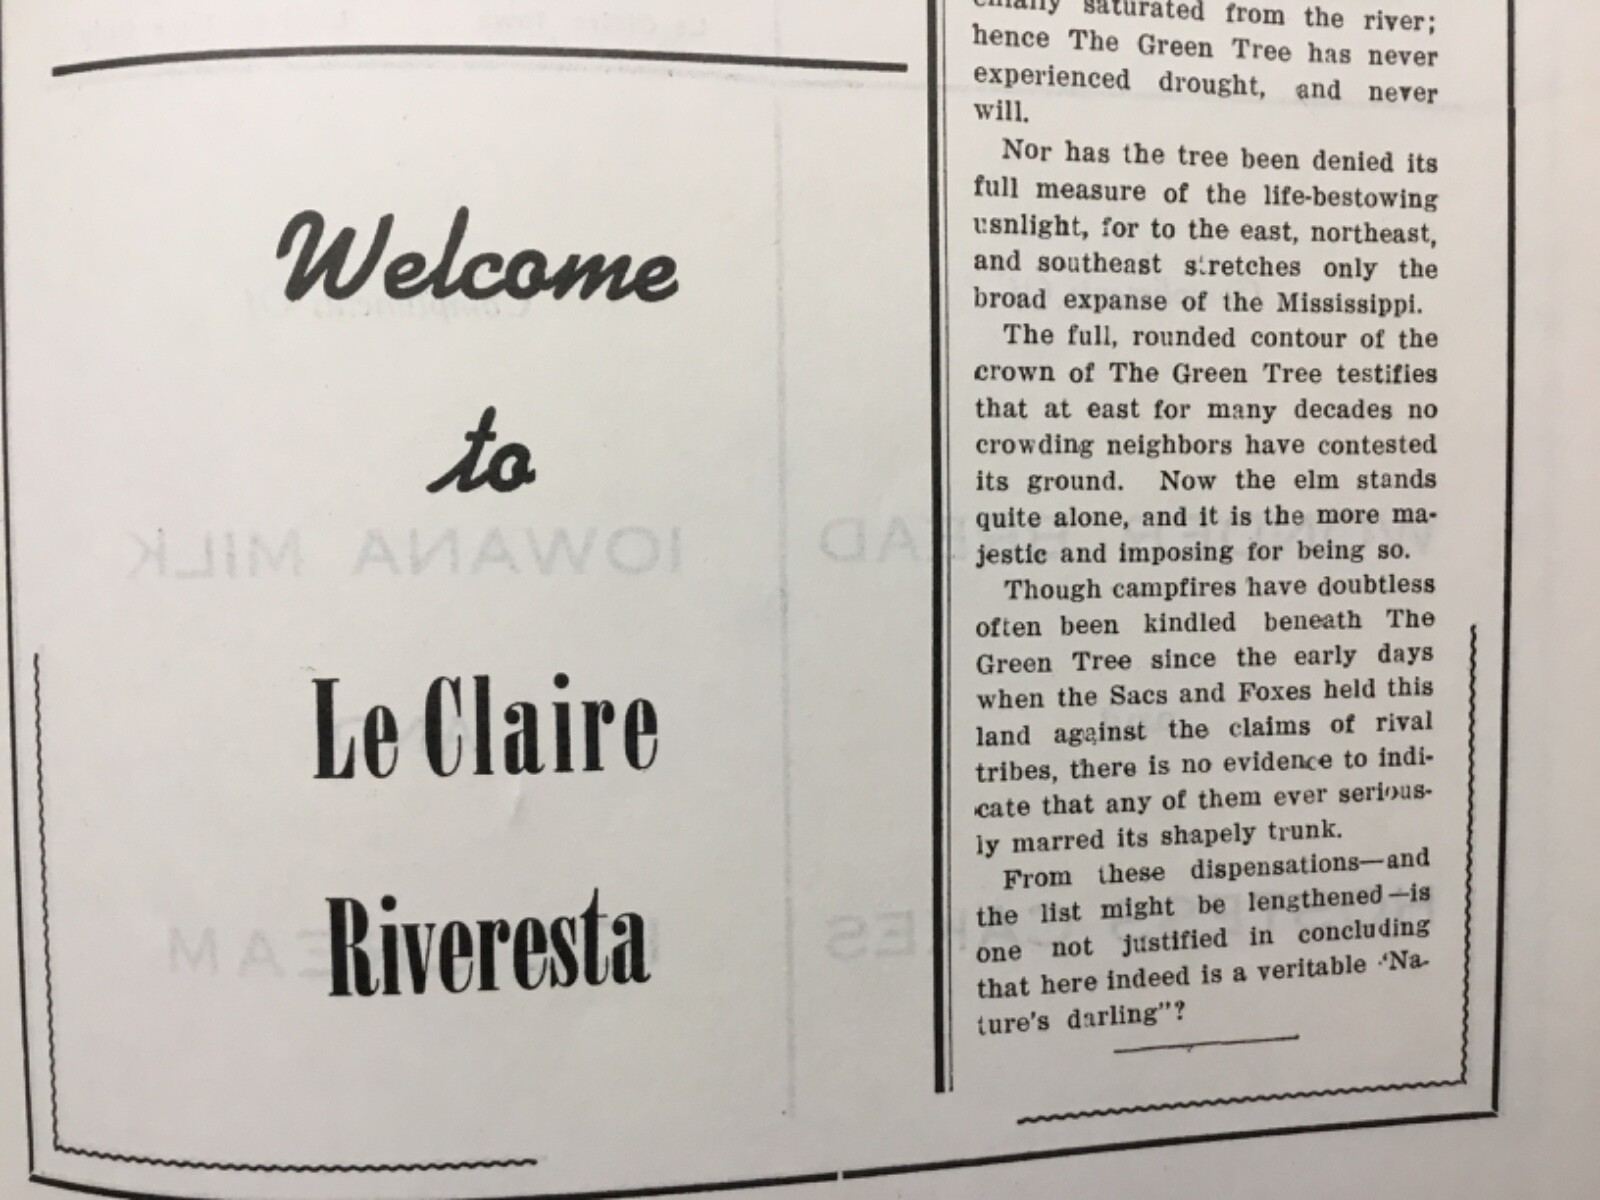 Welcome
to
Le Claire
Riveresta
saturated from the river;
hence The Green Tree has never
experienced drought, and never
will.
Nor has the tree been denied its
full measure of the life-bestowing
usnlight, for to the east, northeast,
and southeast stretches only the
broad expanse of the Mississippi.
The full, rounded contour of the
crown of The Green Tree testifies
that at east for many decades no
crowding neighbors have contested
its ground. Now the elm stands
quite alone, and it is the more ma-
jestic and imposing for being so.
Though campfires have doubtless
often been kindled beneath The
Green Tree since the early days
when the Sacs and Foxes held this
land against the claims of rival
tribes, there is no evidence to indi-
cate that any of them ever serious-
ly marred its shapely trunk.
From these dispensations—and
the list might be lengthened—is
one not justified in concluding
that here indeed is a veritable "Na-
ture's darling"?